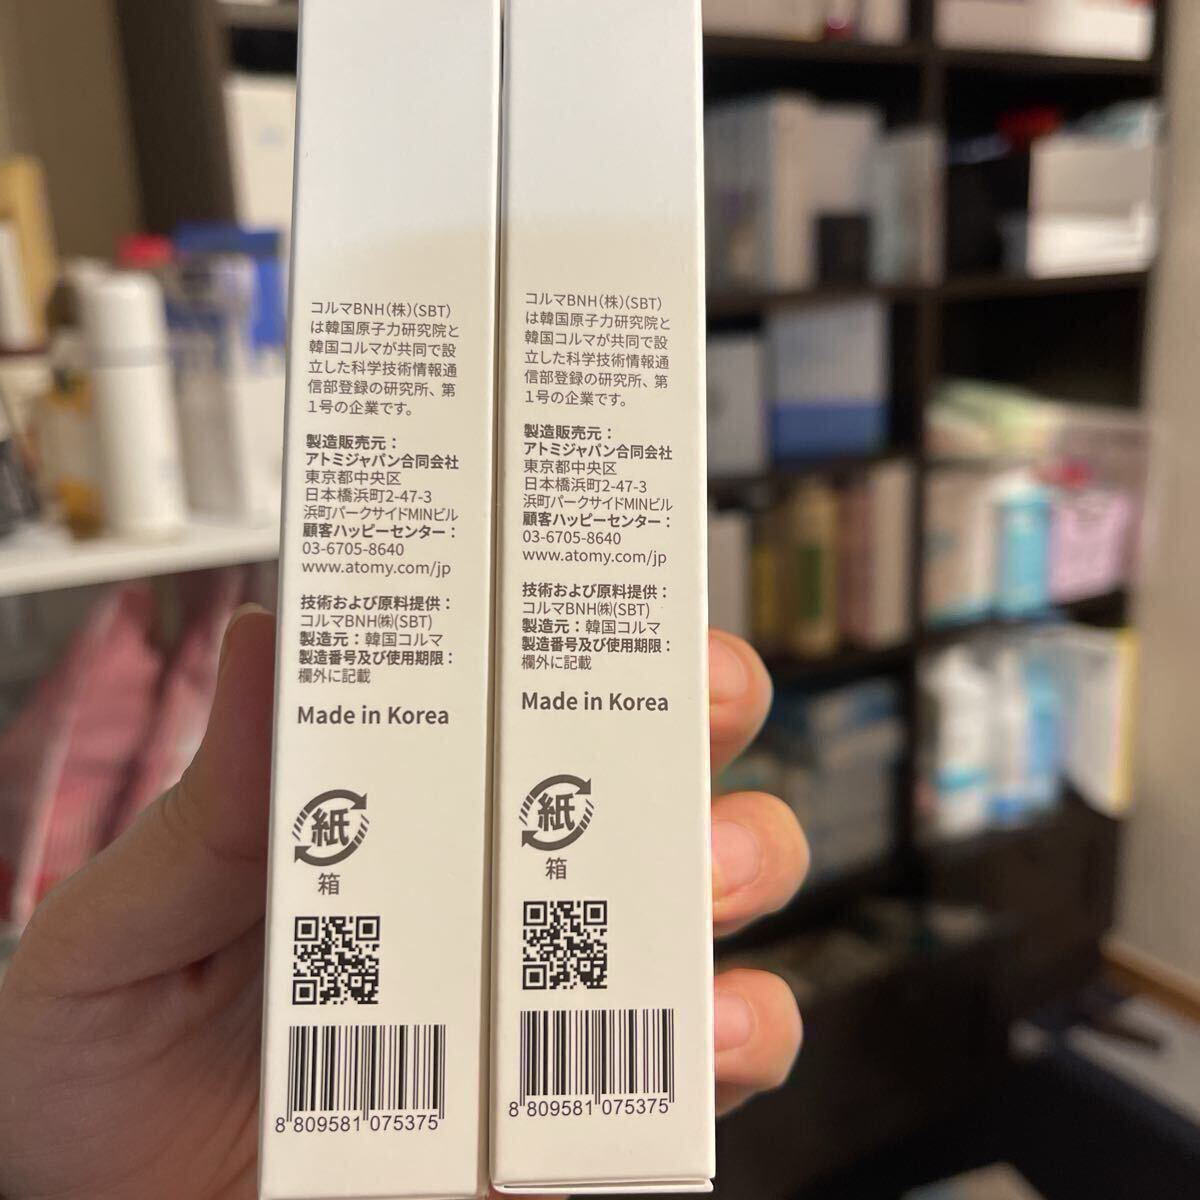 コルマBNH(株)(SBT)
は韓国原子力研究院と
韓国コルマが共同で設
立した科学技術情報通
信部登録の研究所、第
1号の企業です。
製造販売元：
アトミジャパン合同会社
東京都中央区
日本橋浜町2-47-3
浜町パークサイドMINビル
顧客ハッピーセンター：
03-6705-8640
www.atomy.com/jp
技術および原料提供：
コルマBNH㈱(SBT)
製造元：韓国コルマ
製造番号及び使用期限：
欄外に記載
Made in Korea
紙
箱
8 809581 075375
コルマBNH(株)(SBT)
は韓国原子力研究院と
韓国コルマが共同で設
立した科学技術情報通
信部登録の研究所、第
1号の企業です。
製造販売元：
アトミジャパン合同会社
東京都中央区
日本橋浜町2-47-3
浜町パークサイドMINビル
顧客ハッピーセンター：
03-6705-8640
www.atomy.com/jp
技術および原料提供：
コルマBNH㈱(SBT)
製造元：韓国コルマ
製造番号及び使用期限：
欄外に記載
Made in Korea
紙
箱
8 809581 075375